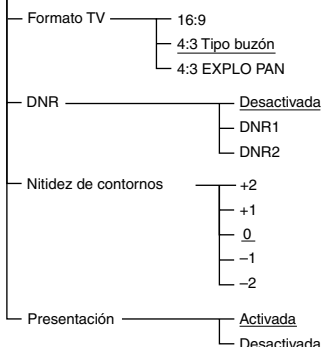 Formato TV
16:9
4:3 Tipo buzón
4:3 EXPLO PAN
DNR
Desactivada
DNR1
DNR2
Nitidez de contornos
+2
+1
0
–1
–2
Presentación
Activada
Desactivada